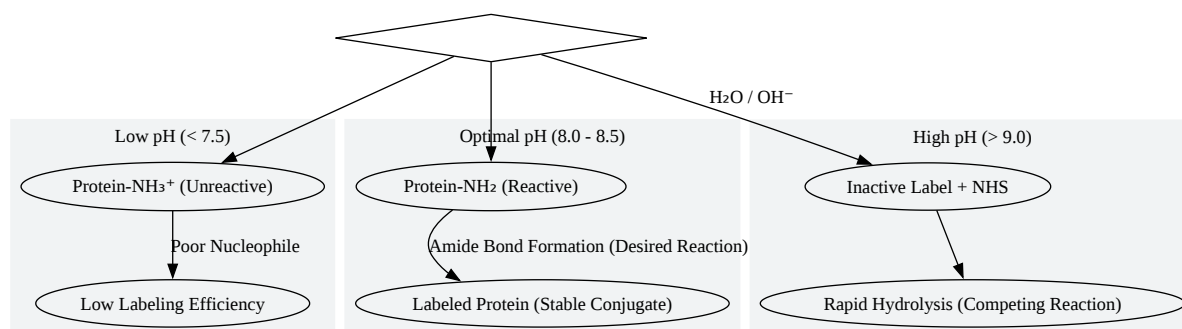 H₂O / OH⁻
Low pH (< 7.5)
Optimal pH (8.0 - 8.5)
High pH (> 9.0)
Protein-NH₃⁺ (Unreactive)
Protein-NH₂ (Reactive)
Inactive Label + NHS
Poor Nucleophile
Amide Bond Formation (Desired Reaction)
Low Labeling Efficiency
Labeled Protein (Stable Conjugate)
Rapid Hydrolysis (Competing Reaction)